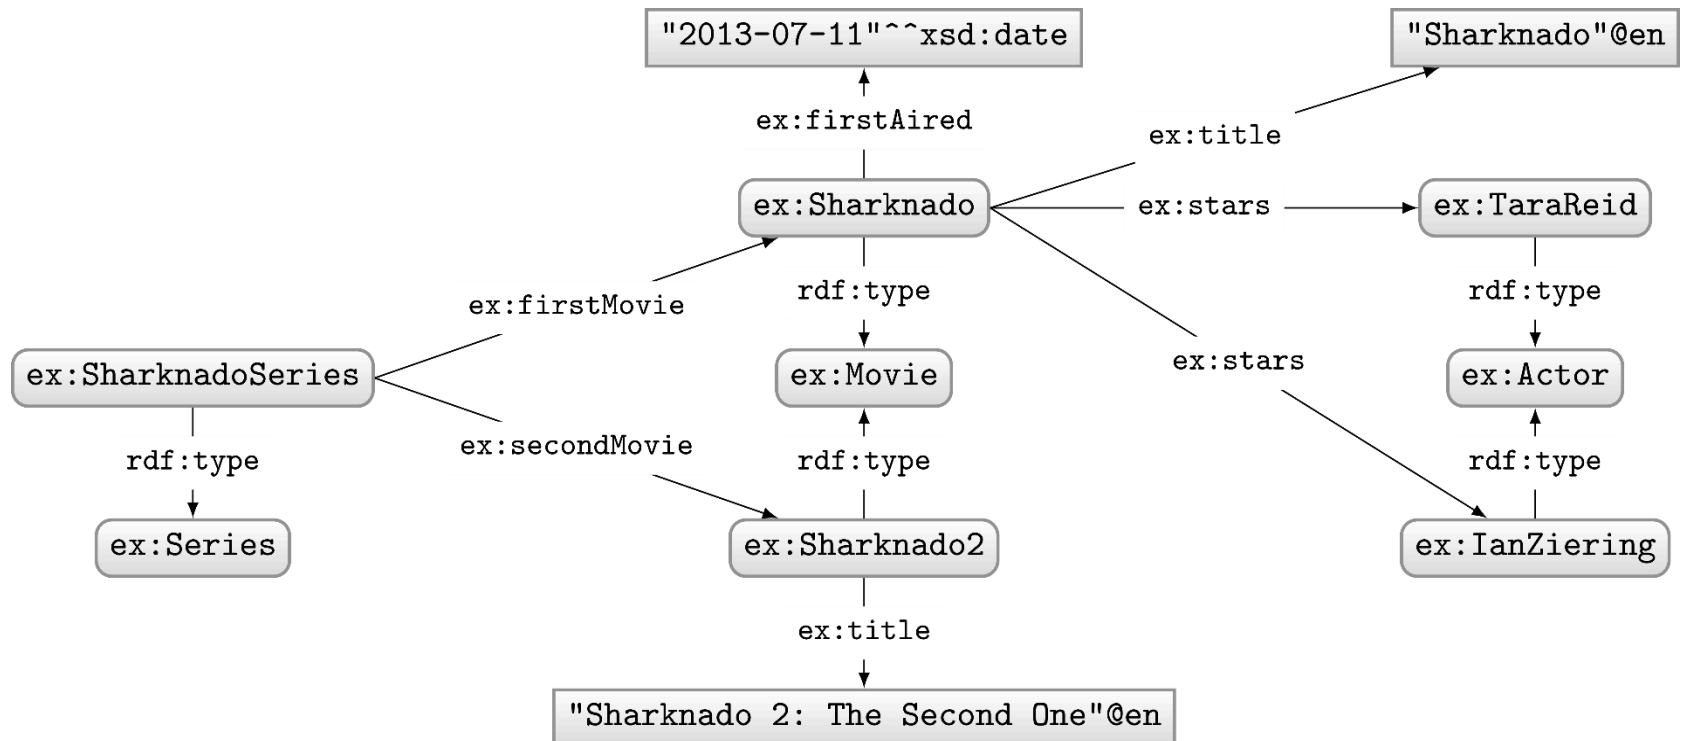 "2013-07-11"^^xsd:date
"Sharknado"@en
ex:firstAired
ex:title
ex:Sharknado
ex:stars
ex:TaraReid
rdf:type
rdf:type
ex:firstMovie
ex:stars
ex:SharknadoSeries
ex:Movie
ex:Actor
ex:secondMovie
rdf:type
rdf:type
rdf:type
ex:Series
ex:Sharknado2
ex:IanZiering
ex:title
"Sharknado 2: The Second One"@en